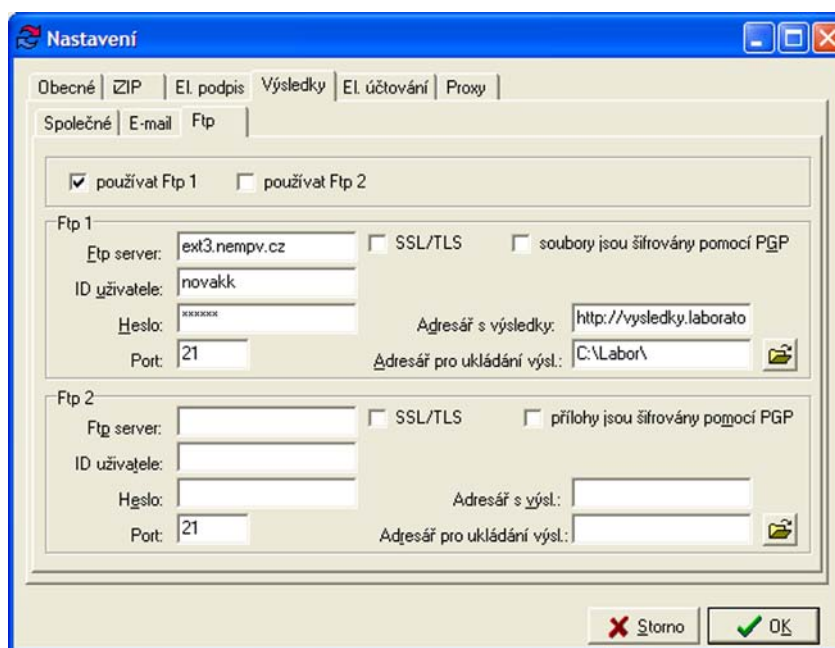 Nastavení
Obecné iZIP El. podpis Výsledky El. účtování Proxy
Společné E-mail Ftp
používat Ftp 1 používat Ftp 2
Ftp 1
Ftp server: ext3.nempv.cz SSL/TLS soubory jsou šifrovány pomocí PGP
ID uživatele: novakk
Heslo: ****** Adresář s výsledky: http://vysledky.laborato
Port: 21 Adresář pro ukládání výsl.: C:\Labor\
Ftp 2
Ftp server: SSL/TLS přílohy jsou šifrovány pomocí PGP
ID uživatele:
Heslo: Adresář s výsl.:
Port: 21 Adresář pro ukládání výsl.:
Storno OK